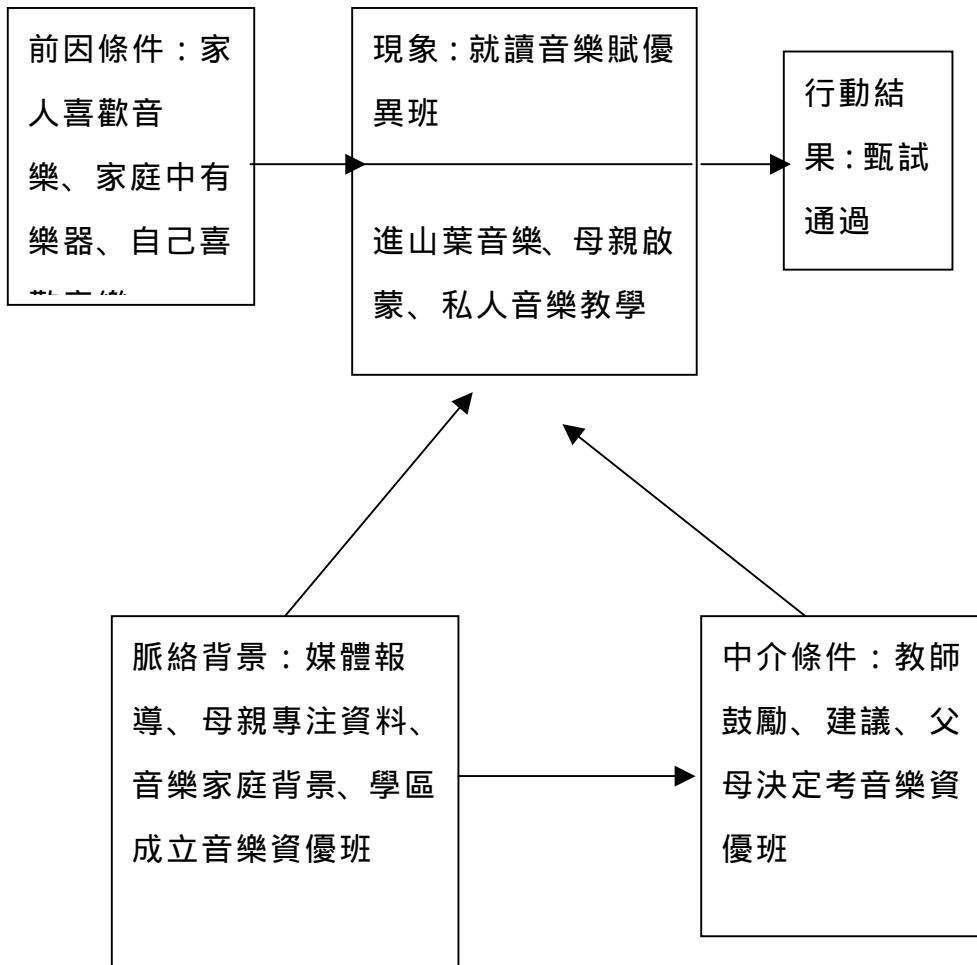 前因條件：家
人喜歡音
樂、家庭中有
樂器、自己喜
現象：就讀音樂賦優
異班
進山葉音樂、母親啟
蒙、私人音樂教學
行動結
果：甄試
通過
脈絡背景：媒體報
導、母親專注資料、
音樂家庭背景、學區
成立音樂資優班
中介條件：教師
鼓勵、建議、父
母決定考音樂資
優班